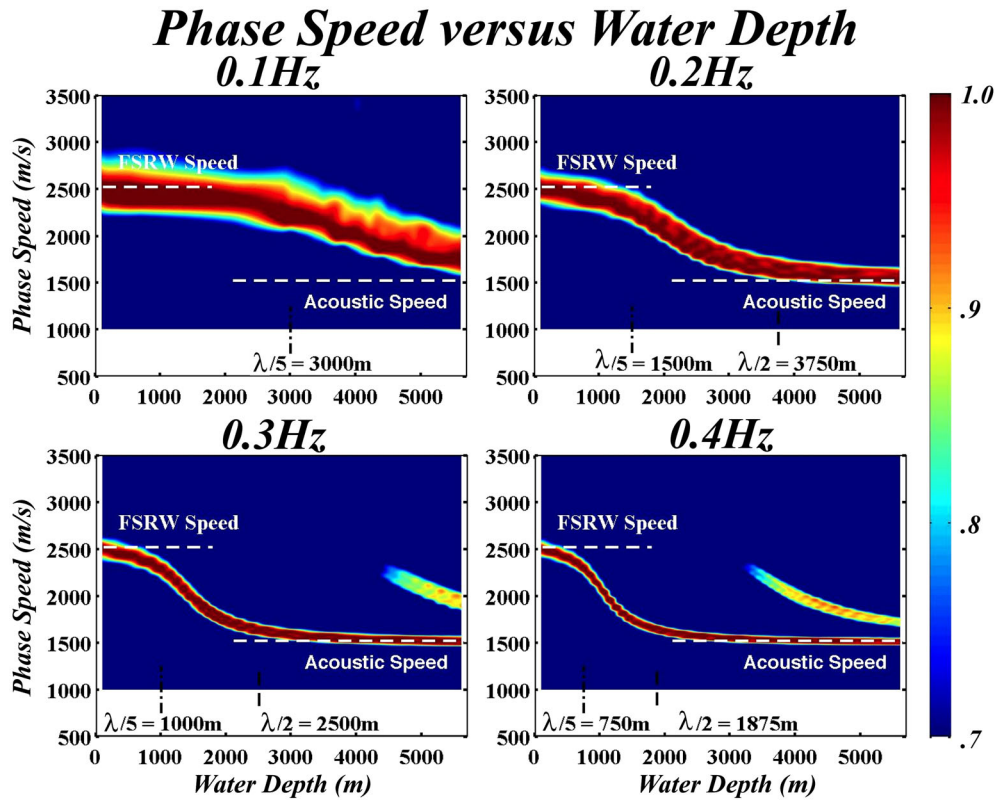 Phase Speed versus Water Depth
0.1Hz
0.2Hz
3500
3000
2500
2000
1500
1000
500
Phase Speed (m/s)
FSRW Speed
Acoustic Speed
λ/5 = 3000m
0 1000 2000 3000 4000 5000
3500
3000
2500
2000
1500
1000
500
FSRW Speed
Acoustic Speed
λ/5 = 1500m
λ/2 = 3750m
0 1000 2000 3000 4000 5000
1.0
.9
.8
.7
0.3Hz
0.4Hz
3500
3000
2500
2000
1500
1000
500
Phase Speed (m/s)
FSRW Speed
Acoustic Speed
λ/5 = 1000m
λ/2 = 2500m
0 1000 2000 3000 4000 5000
Water Depth (m)
3500
3000
2500
2000
1500
1000
500
FSRW Speed
Acoustic Speed
λ/5 = 750m
λ/2 = 1875m
0 1000 2000 3000 4000 5000
Water Depth (m)